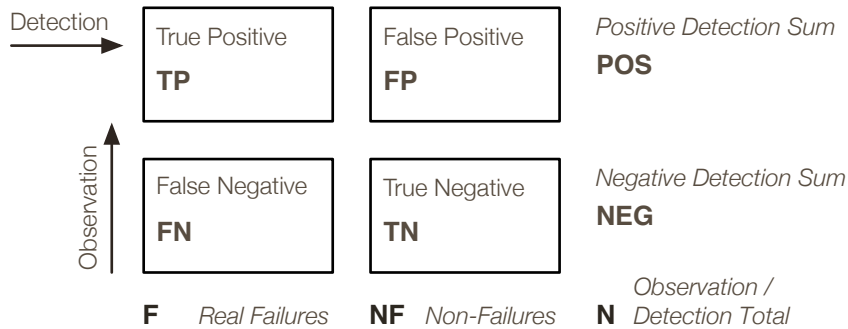 Detection
True Positive
TP
False Positive
FP
Positive Detection Sum
POS
Observation
False Negative
FN
True Negative
TN
Negative Detection Sum
NEG
F Real Failures
NF Non-Failures
N Observation /
Detection Total